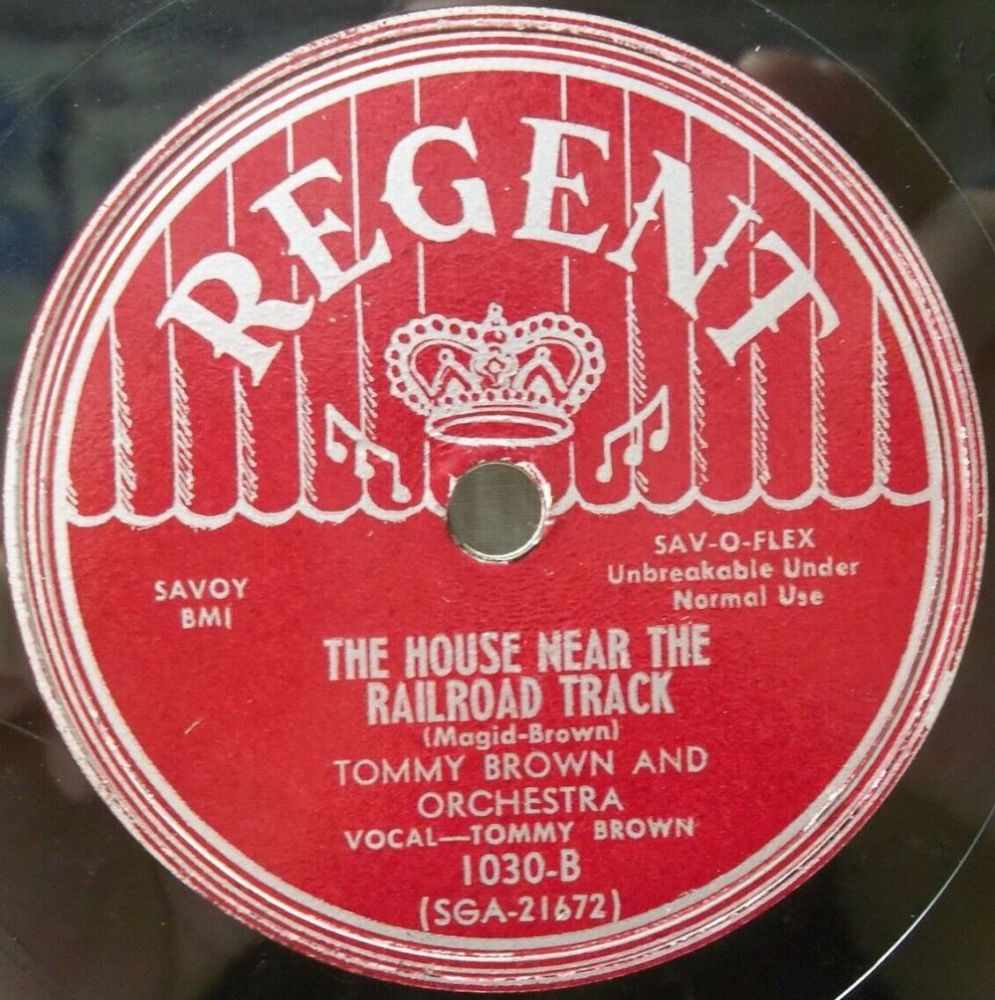 REGENT
SAVOY
BMI
SAV-O-FLEX
Unbreakable Under
Normal Use
THE HOUSE NEAR THE
RAILROAD TRACK
(Magid-Brown)
TOMMY BROWN AND
ORCHESTRA
VOCAL—TOMMY BROWN
1030-B
(SGA-21672)